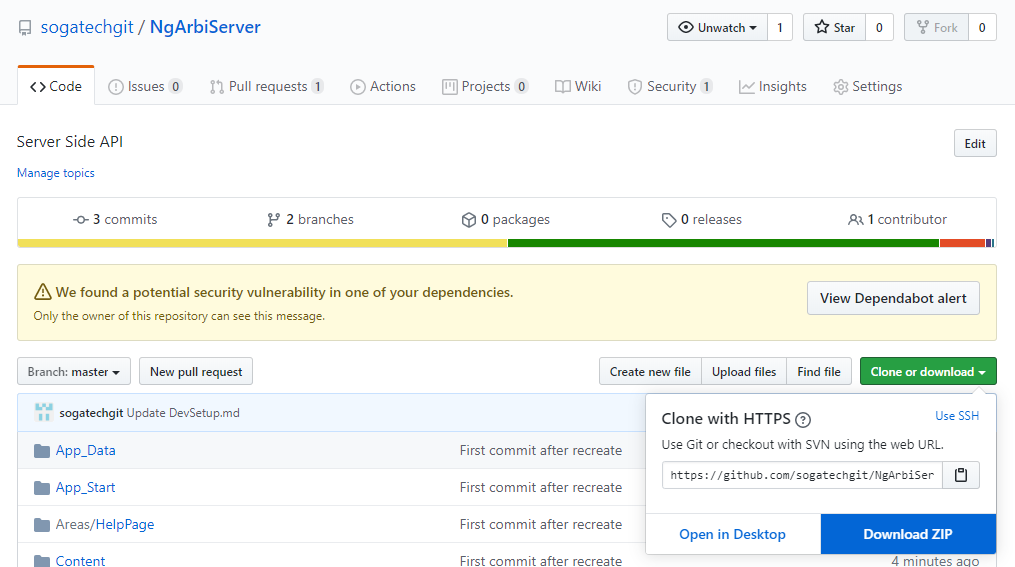 sogatechgit / NgArbiServer
Unwatch 1 Star 0 Fork 0
Code Issues 0 Pull requests 1 Actions Projects 0 Wiki Security 1 Insights Settings
Server Side API
Edit
Manage topics
3 commits 2 branches 0 packages 0 releases 1 contributor
We found a potential security vulnerability in one of your dependencies.
Only the owner of this repository can see this message.
View Dependabot alert
Branch: master New pull request Create new file Upload files Find file Clone or download
sogatechgit Update DevSetup.md
App_Data First commit after recreate
App_Start First commit after recreate
Areas/HelpPage First commit after recreate
Content First commit after recreate 4 minutes ago
Clone with HTTPS ? Use SSH
Use Git or checkout with SVN using the web URL.
https://github.com/sogatechgit/NgArbiSer
Open in Desktop Download ZIP